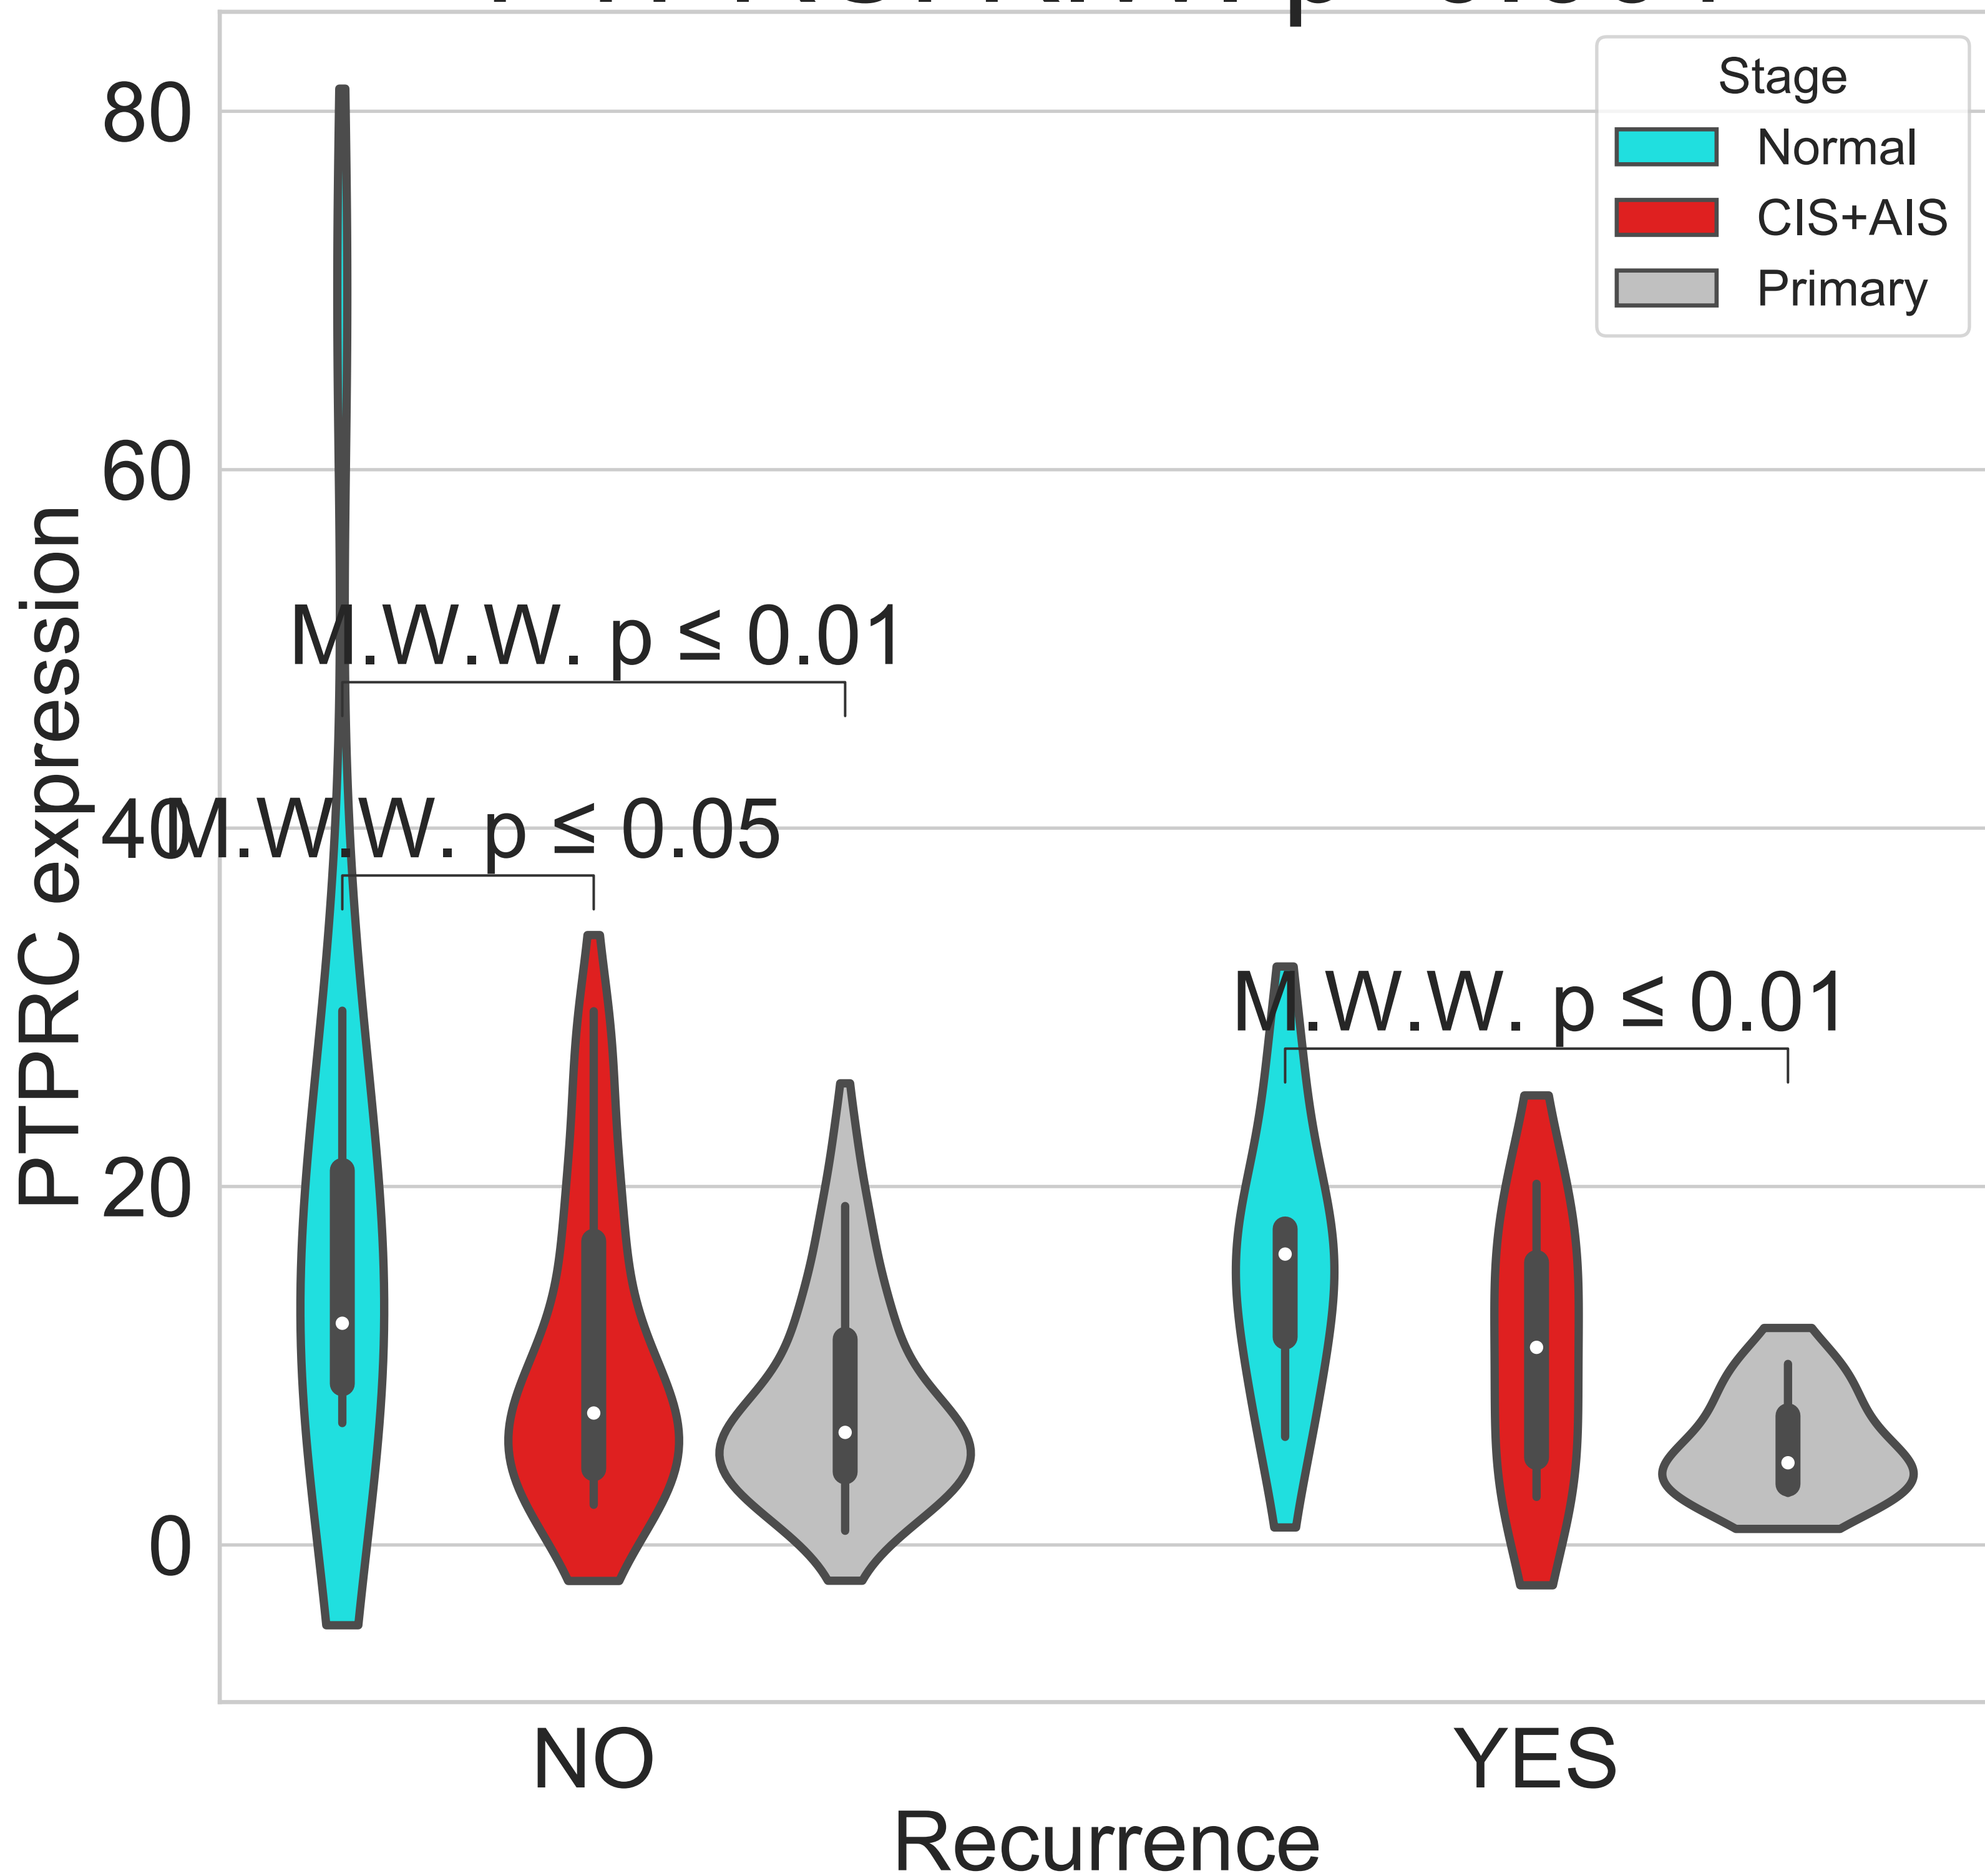 Stage
Normal
CIS+AIS
Primary
80
60
40
20
0
PTPRC expression
M.W.W. p ≤ 0.01
M.W.W. p ≤ 0.05
M.W.W. p ≤ 0.01
NO
YES
Recurrence